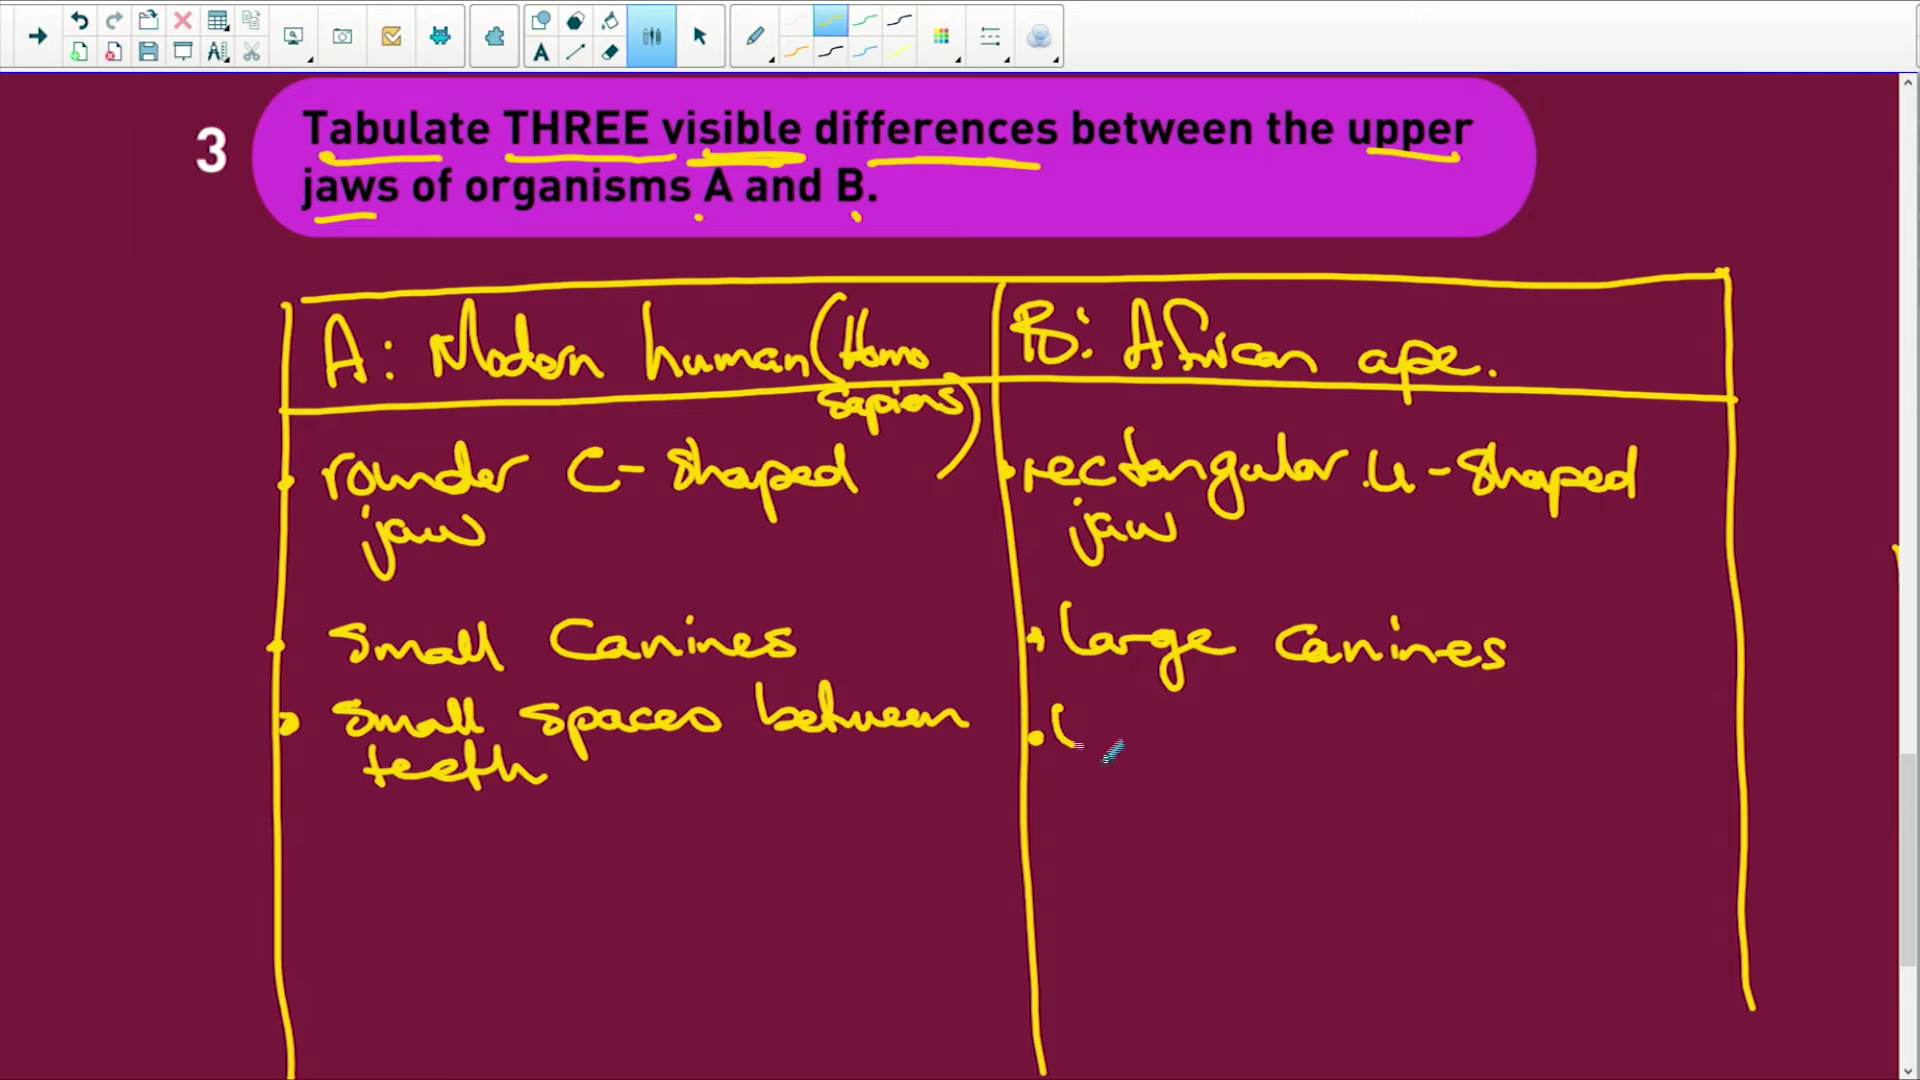 3
Tabulate THREE visible differences between the upper
jaws of organisms A and B.
A: Modern human (Homo
sapiens)
B: African ape.
• rounder C-shaped
jaw
• rectangular U-shaped
jaw
• small canines
• large canines
• small spaces between
teeth
•